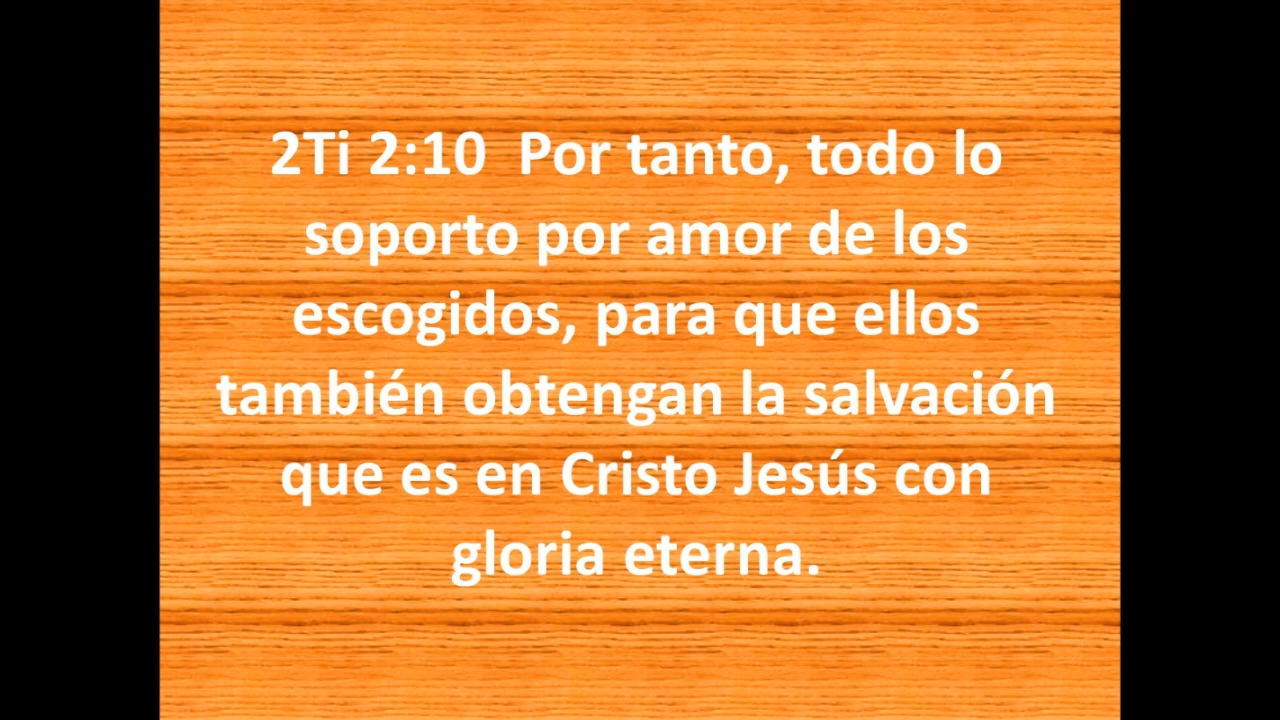 2Ti 2:10  Por tanto, todo lo
soporto por amor de los
escogidos, para que ellos
también obtengan la salvación
que es en Cristo Jesús con
gloria eterna.